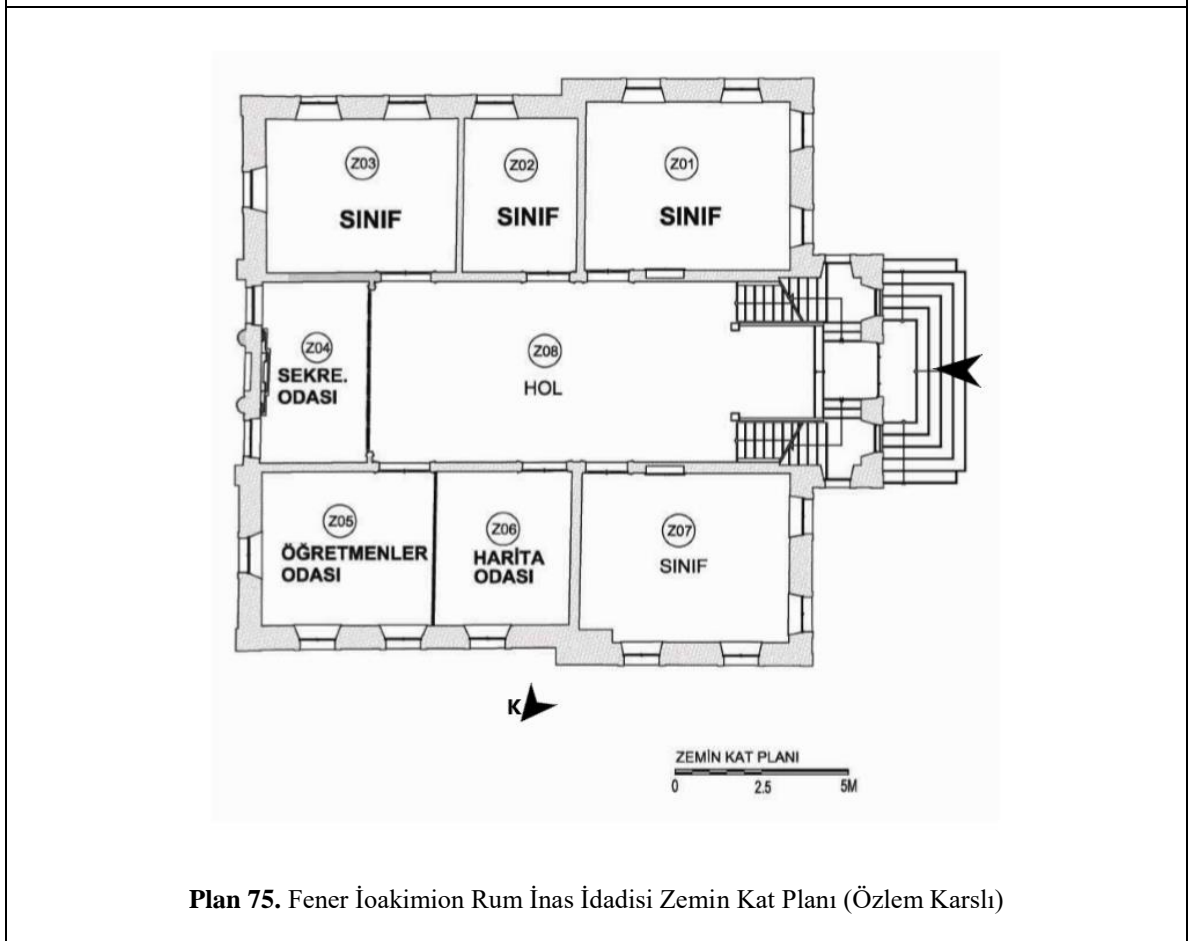 Z03
SINIF
Z02
SINIF
Z01
SINIF
Z04
SEKRE.
ODASI
Z08
HOL
Z05
ÖĞRETMENLER
ODASI
Z06
HARİTA
ODASI
Z07
SINIF
K
ZEMİN KAT PLANI
0 2.5 5M
Plan 75. Fener İoakimion Rum İnas İdadisi Zemin Kat Planı (Özlem Karslı)